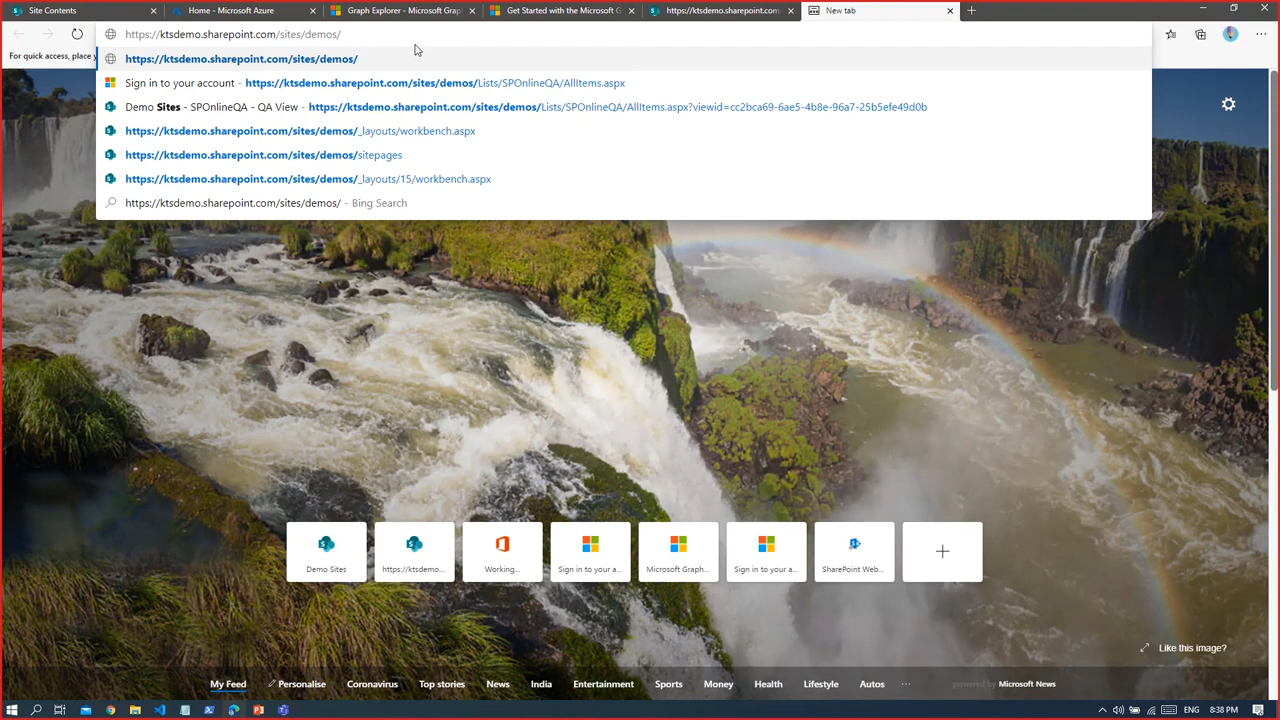 Site Contents
Home - Microsoft Azure
Graph Explorer - Microsoft Grap
Get Started with the Microsoft G
https://ktsdemo.sharepoint.com
New tab
https://ktsdemo.sharepoint.com/sites/demos/
For quick access, place y
https://ktsdemo.sharepoint.com/sites/demos/
Sign in to your account - https://ktsdemo.sharepoint.com/sites/demos/Lists/SPOnlineQA/AllItems.aspx
Demo Sites - SPOnlineQA - QA View - https://ktsdemo.sharepoint.com/sites/demos/Lists/SPOnlineQA/AllItems.aspx?viewid=cc2bca69-6ae5-4b8e-96a7-25b5efe49d0b
https://ktsdemo.sharepoint.com/sites/demos/_layouts/workbench.aspx
https://ktsdemo.sharepoint.com/sites/demos/sitepages
https://ktsdemo.sharepoint.com/sites/demos/_layouts/15/workbench.aspx
https://ktsdemo.sharepoint.com/sites/demos/ - Bing Search
Demo Sites
https://ktsdemo...
Working...
Sign in to your a...
Microsoft Graph...
Sign in to your a...
SharePoint Web...
Like this image?
My Feed
Personalise
Coronavirus
Top stories
News
India
Entertainment
Sports
Money
Health
Lifestyle
Autos
...
powered by Microsoft News
ENG
8:38 PM